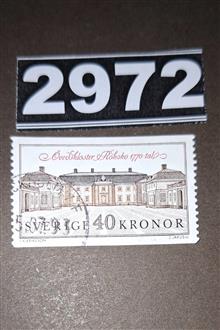 2972
Övedskloster Rokoko 1770 tal
SVERIGE 40 KRONOR